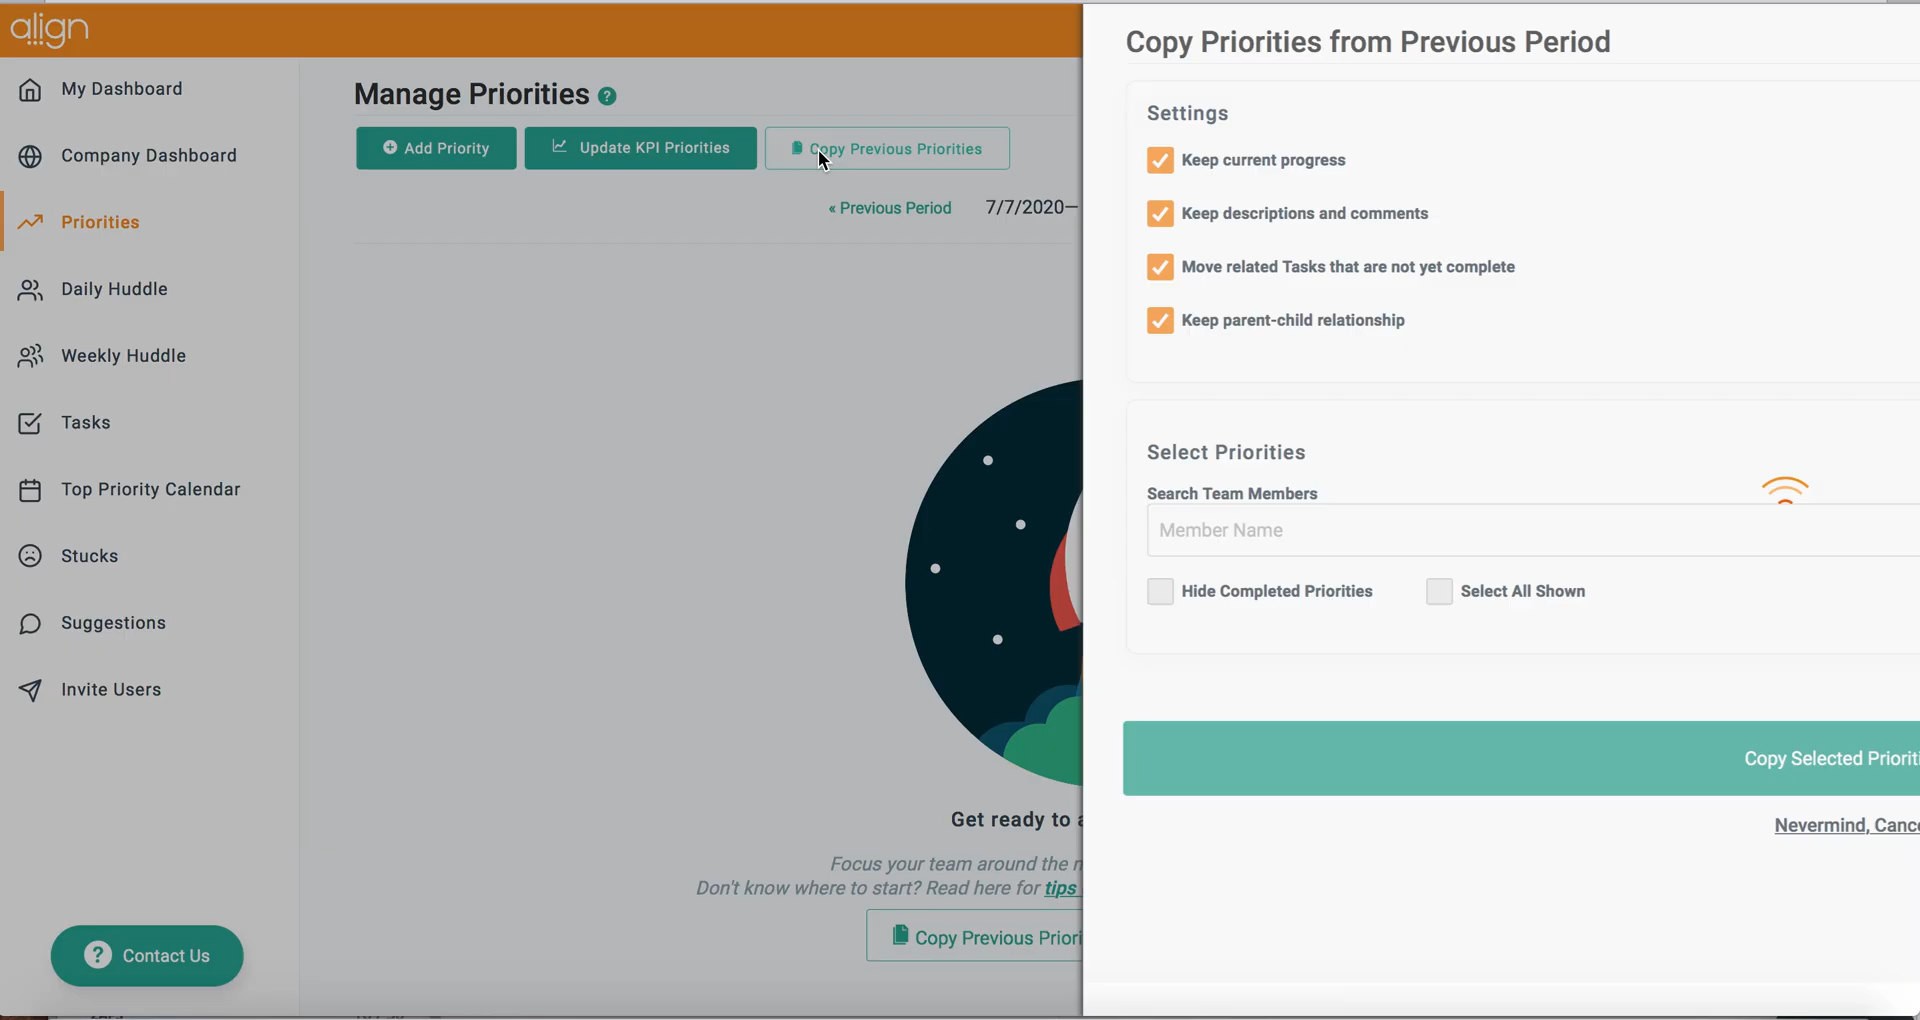 align
My Dashboard
Company Dashboard
Priorities
Daily Huddle
Weekly Huddle
Tasks
Top Priority Calendar
Stucks
Suggestions
Invite Users
? Contact Us
Manage Priorities ?
Add Priority
Update KPI Priorities
Copy Previous Priorities
« Previous Period 7/7/2020—
Get ready to a
Focus your team around the n
Don't know where to start? Read here for tips
Copy Previous Priori
Copy Priorities from Previous Period
Settings
Keep current progress
Keep descriptions and comments
Move related Tasks that are not yet complete
Keep parent-child relationship
Select Priorities
Search Team Members
Member Name
Hide Completed Priorities
Select All Shown
Copy Selected Prioriti
Nevermind, Cance